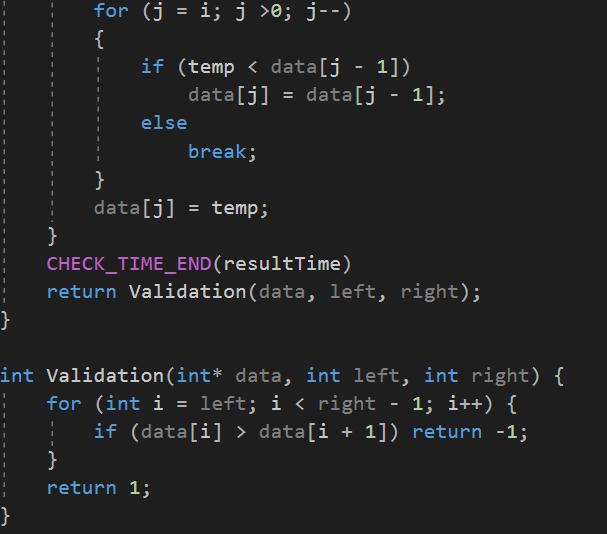 for (j = i; j >0; j--)
{
if (temp < data[j - 1])
data[j] = data[j - 1];
else
break;
}
data[j] = temp;
}
CHECK_TIME_END(resultTime)
return Validation(data, left, right);
}
int Validation(int* data, int left, int right) {
for (int i = left; i < right - 1; i++) {
if (data[i] > data[i + 1]) return -1;
}
return 1;
}